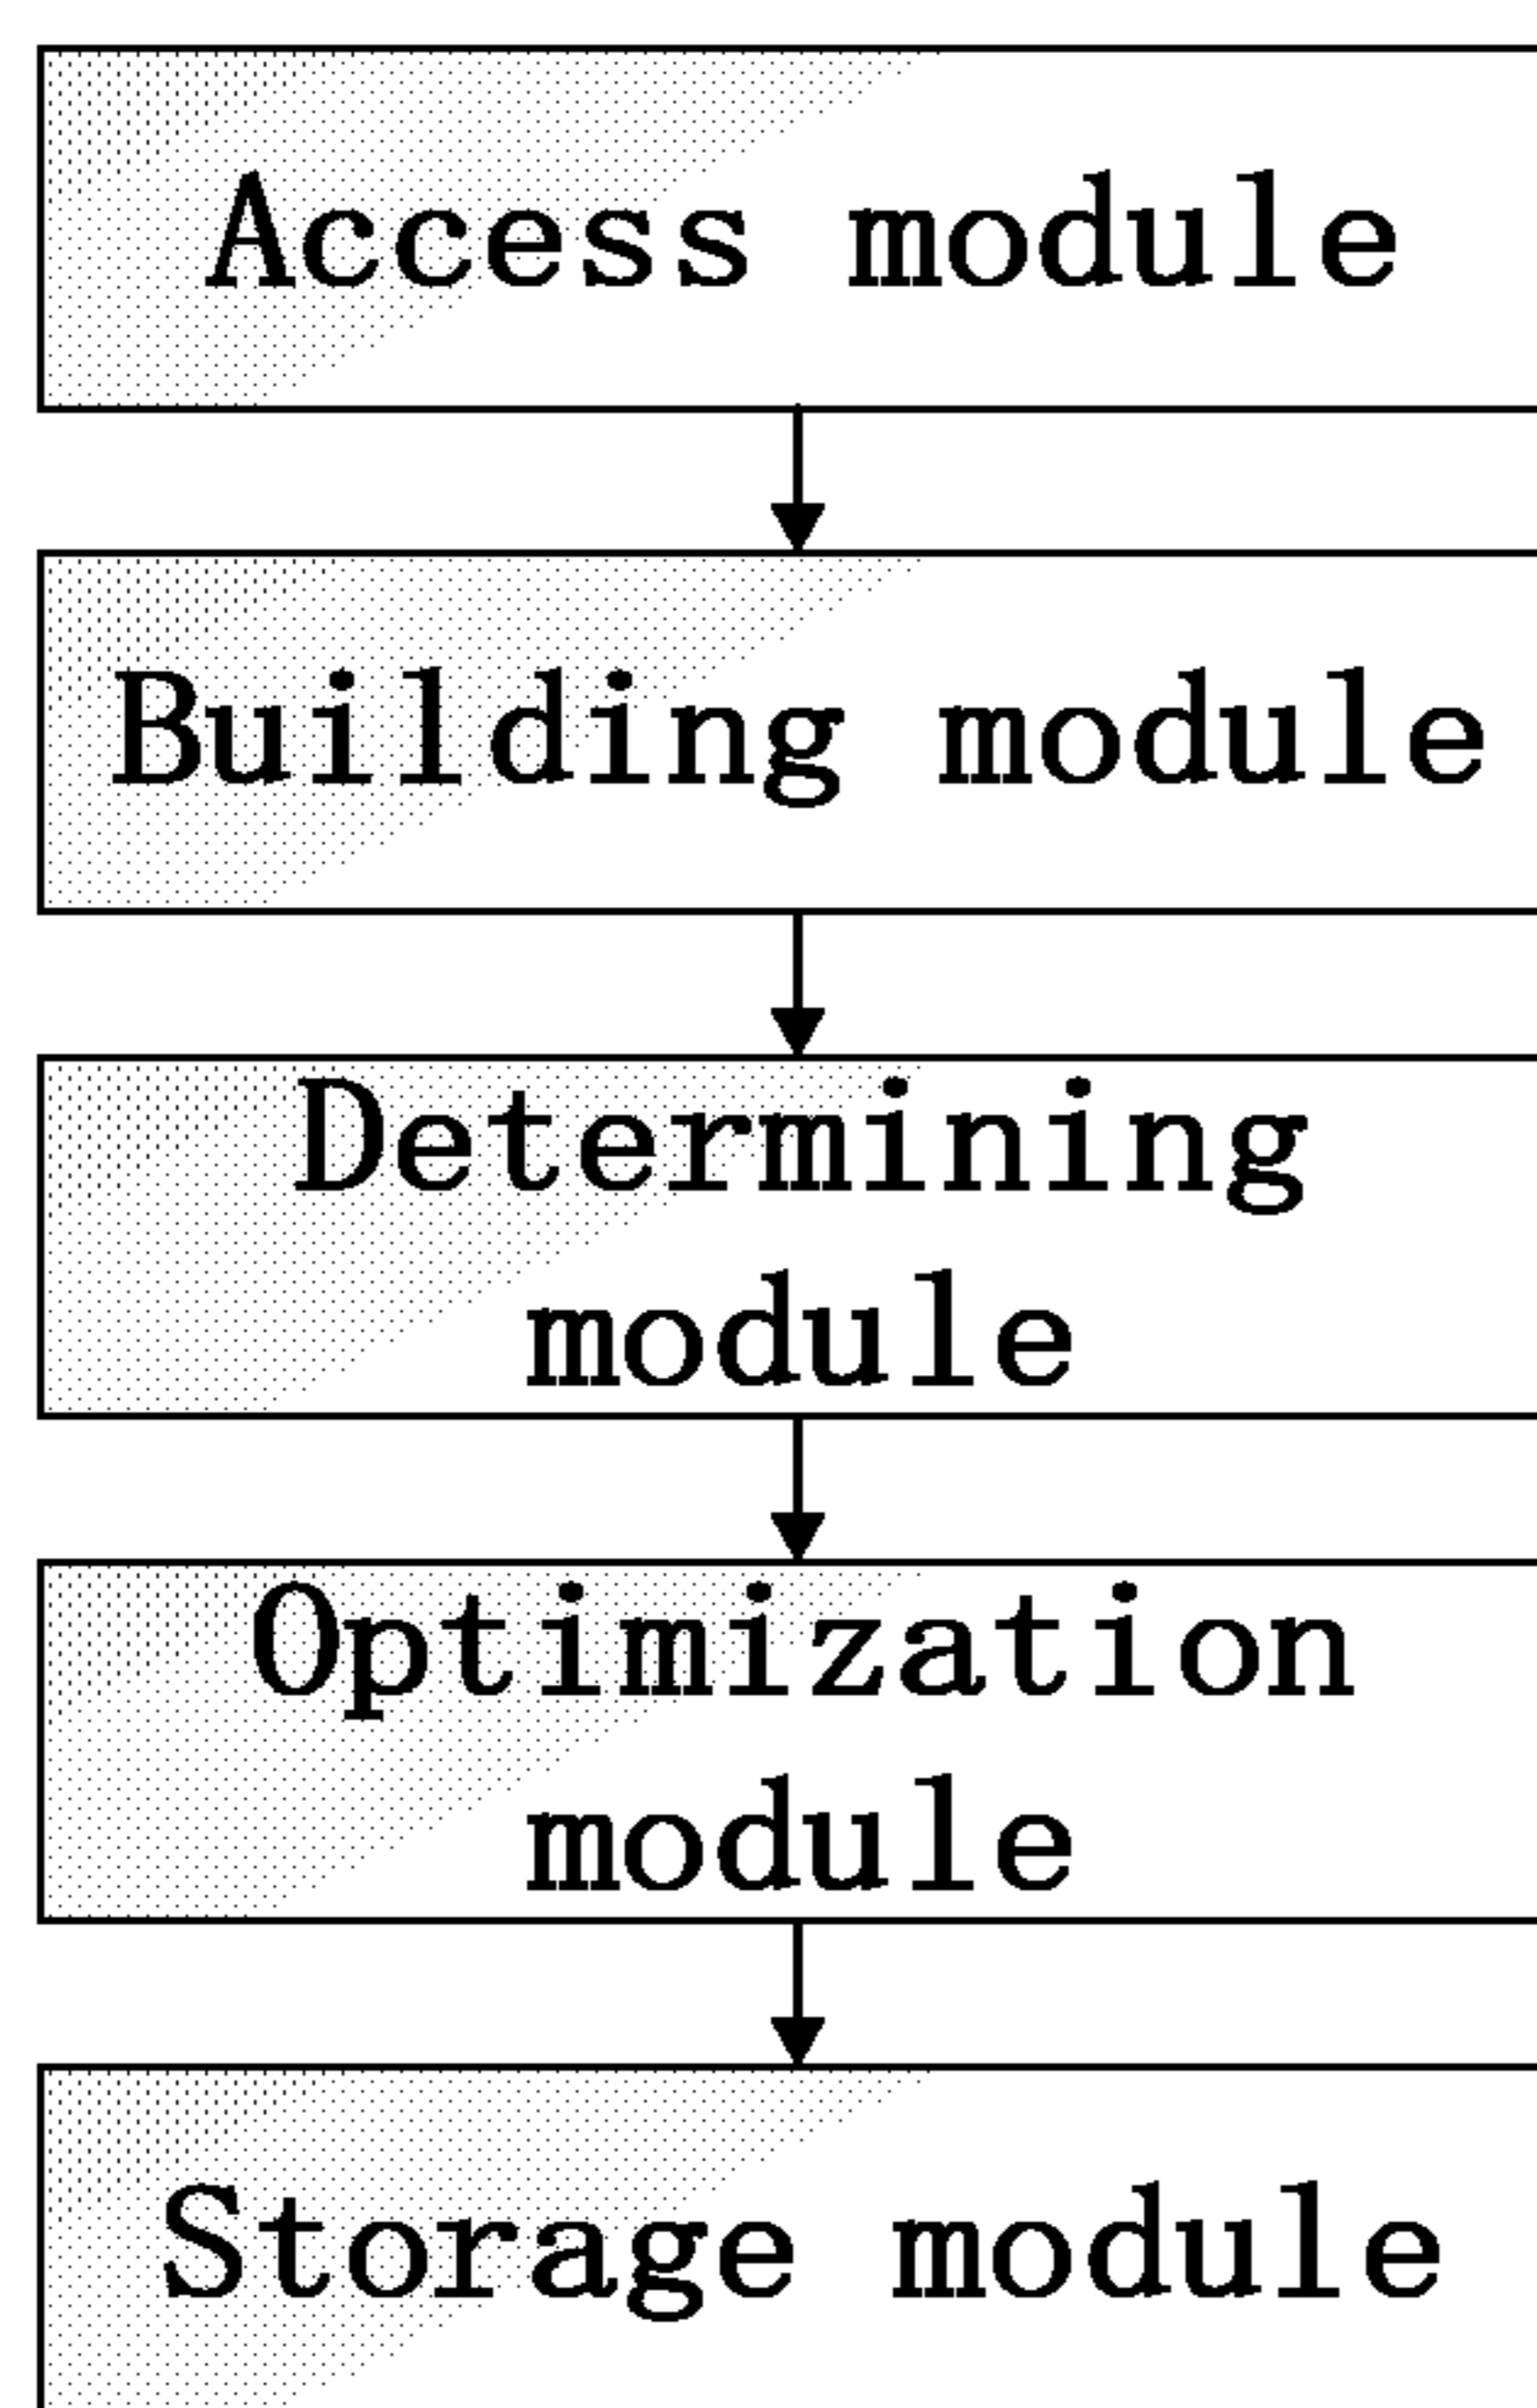 Access module
Building module
Determining
module
Optimization
module
Storage module